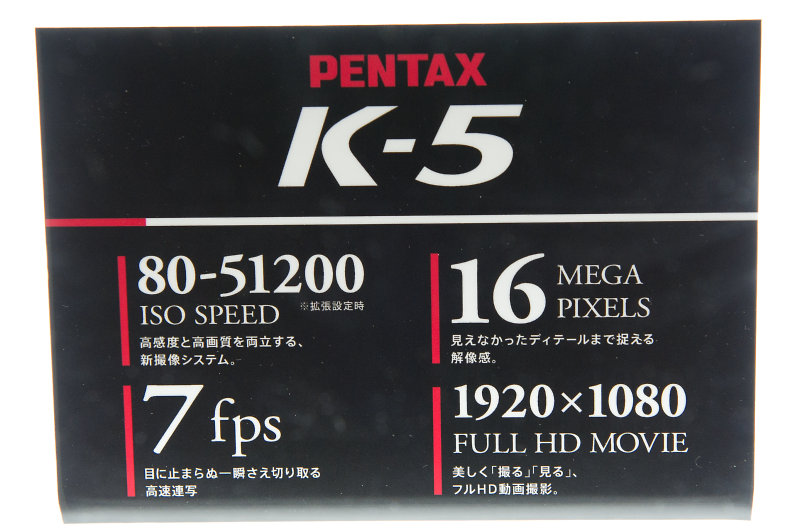 PENTAX
K-5
80-51200
ISO SPEED ※拡張設定時
高感度と高画質を両立する、
新撮像システム。
16 MEGA
PIXELS
見えなかったディテールまで捉える
解像感。
7 fps
目に止まらぬ一瞬さえ切り取る
高速連写
1920×1080
FULL HD MOVIE
美しく「撮る」「見る」、
フルHD動画撮影。